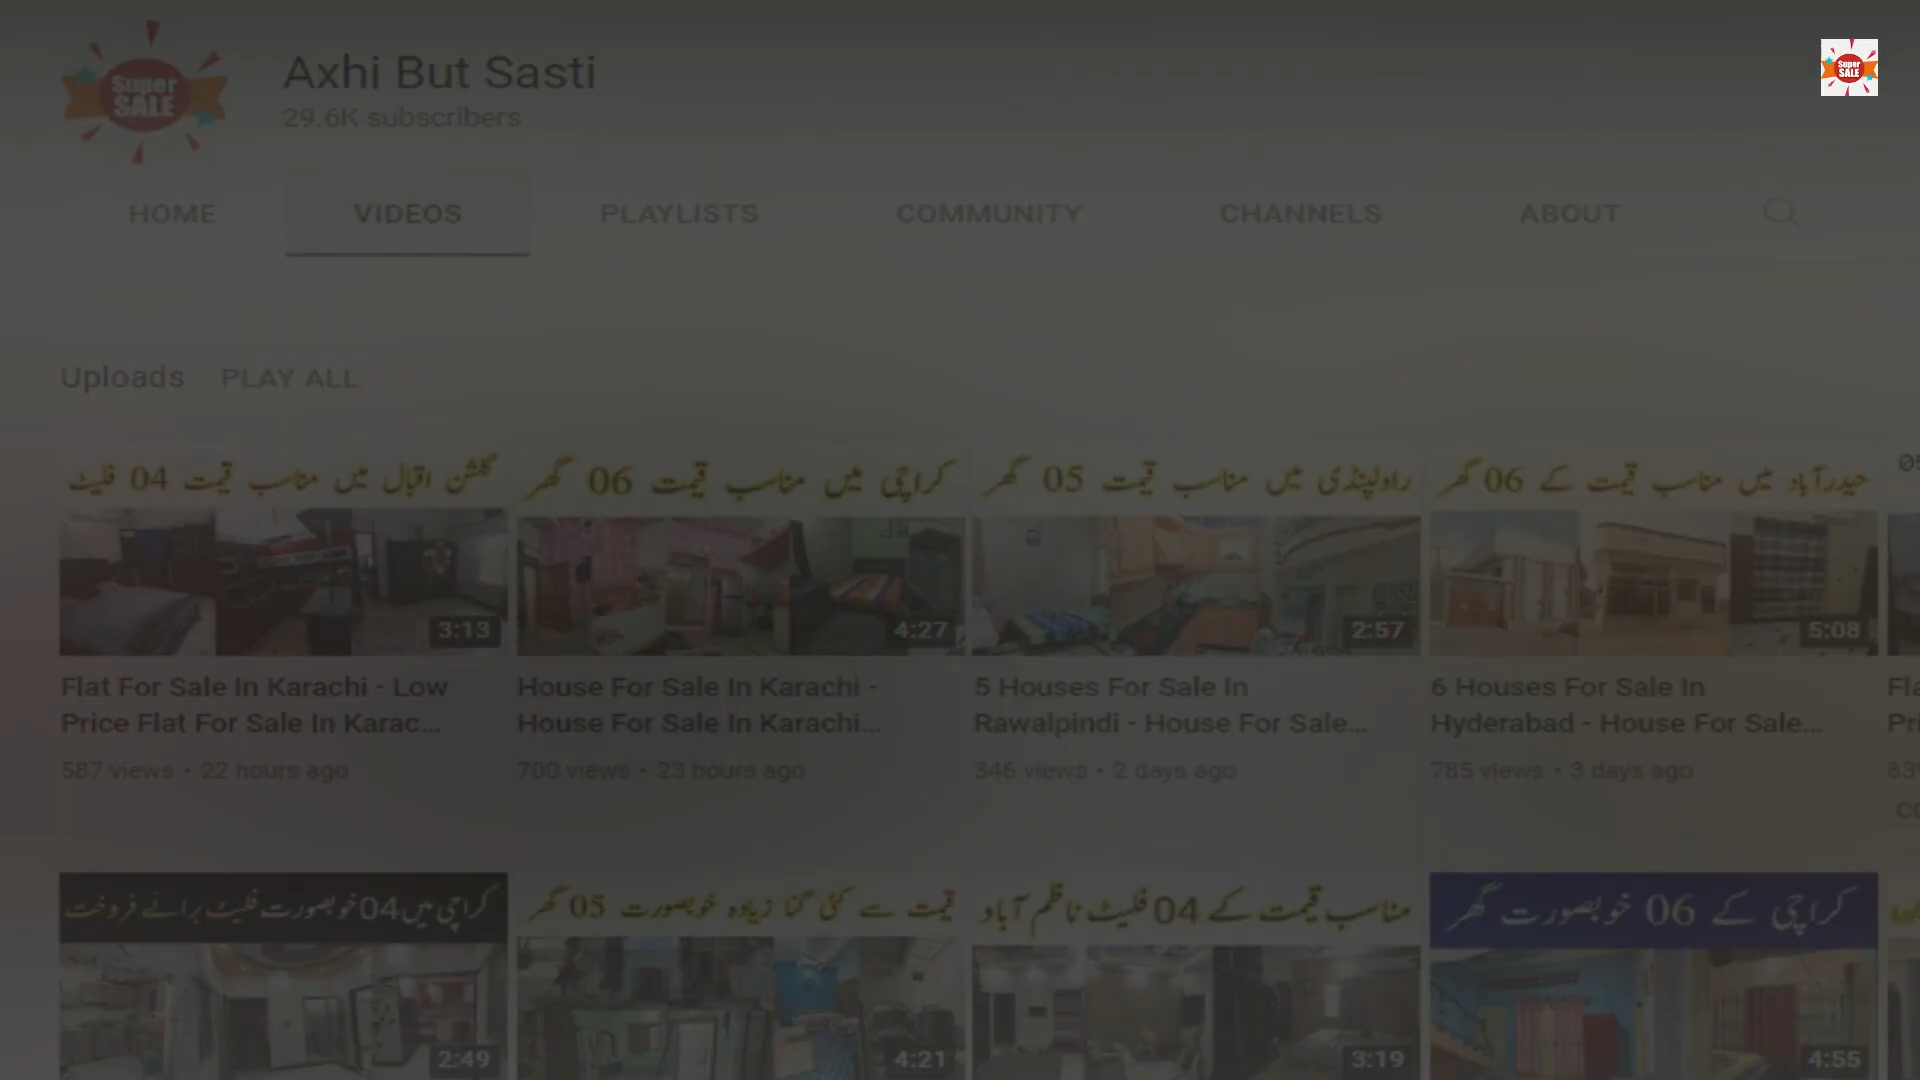 Super
SALE
Axhi But Sasti
29.6K subscribers
Super
SALE
HOME VIDEOS PLAYLISTS COMMUNITY CHANNELS ABOUT
Uploads PLAY ALL
گلشن اقبال میں مناسب قیمت 04 فلیٹ
کراچی میں مناسب قیمت 06 گھر
راولپنڈی میں مناسب قیمت 05 گھر
حیدرآباد میں مناسب قیمت کے 06 گھر
3:13
4:27
2:57
5:08
Flat For Sale In Karachi - Low
Price Flat For Sale In Karac...
587 views • 22 hours ago
House For Sale In Karachi -
House For Sale In Karachi...
700 views • 23 hours ago
5 Houses For Sale In
Rawalpindi - House For Sale...
346 views • 2 days ago
6 Houses For Sale In
Hyderabad - House For Sale...
785 views • 3 days ago
کراچی میں 04 خوبصورت فلیٹ برائے فروخت
قیمت سے کئی گنا زیادہ خوبصورت 05 گھر
مناسب قیمت کے 04 فلیٹ ناظم آباد
کراچی کے 06 خوبصورت گھر
2:49
4:21
3:19
4:55